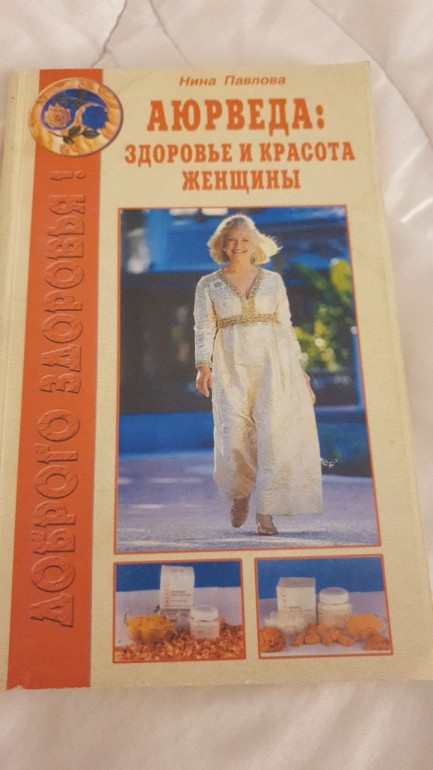 Нина Павлова
АЮРВЕДА:
ЗДОРОВЬЕ И КРАСОТА
ЖЕНЩИНЫ
ДОБРОГО ЗДОРОВЬЯ!